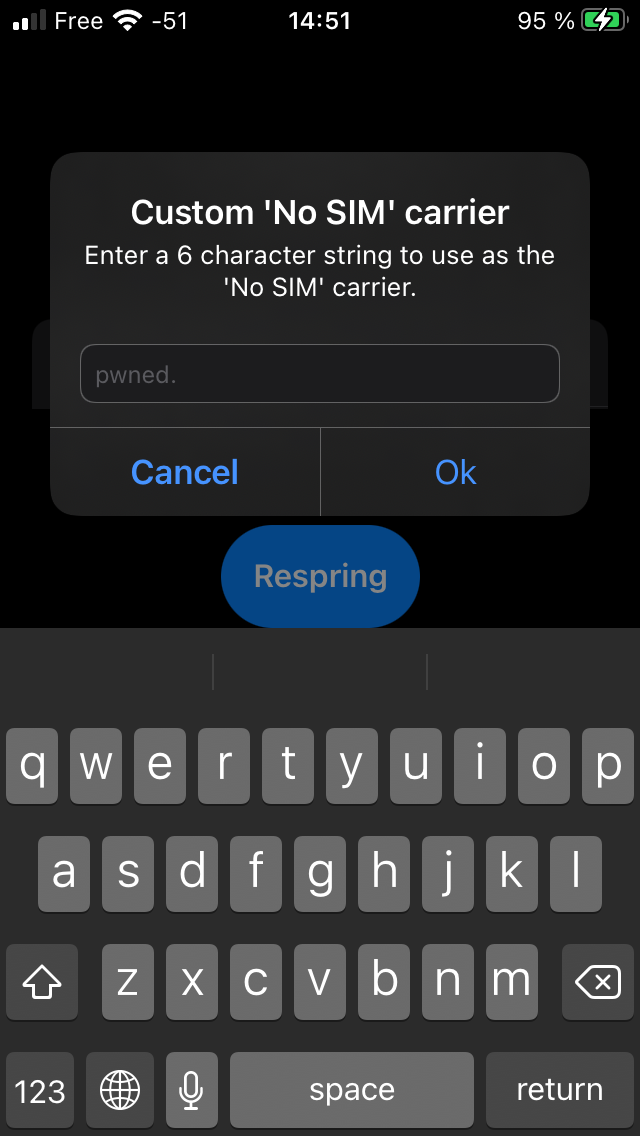 Free -51 14:51 95 %
Custom 'No SIM' carrier
Enter a 6 character string to use as the
'No SIM' carrier.
pwned.
Cancel Ok
Respring
q w e r t y u i o p
a s d f g h j k l
z x c v b n m
123 space return